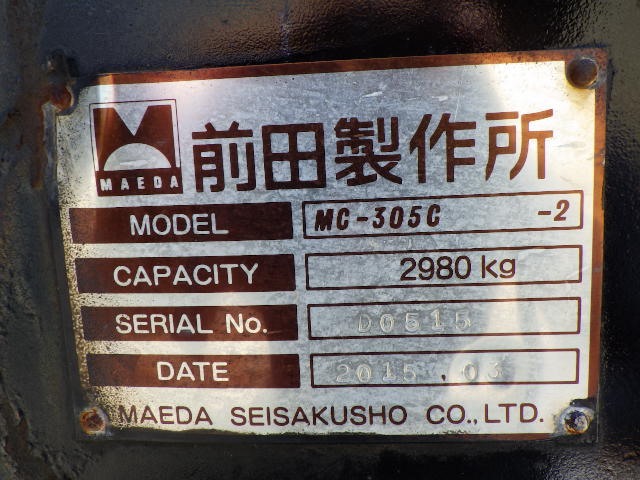 MAEDA 前田製作所
MODEL MC-305C -2
CAPACITY 2980 kg
SERIAL No. D0515
DATE 2015.03
MAEDA SEISAKUSHO CO.,LTD.